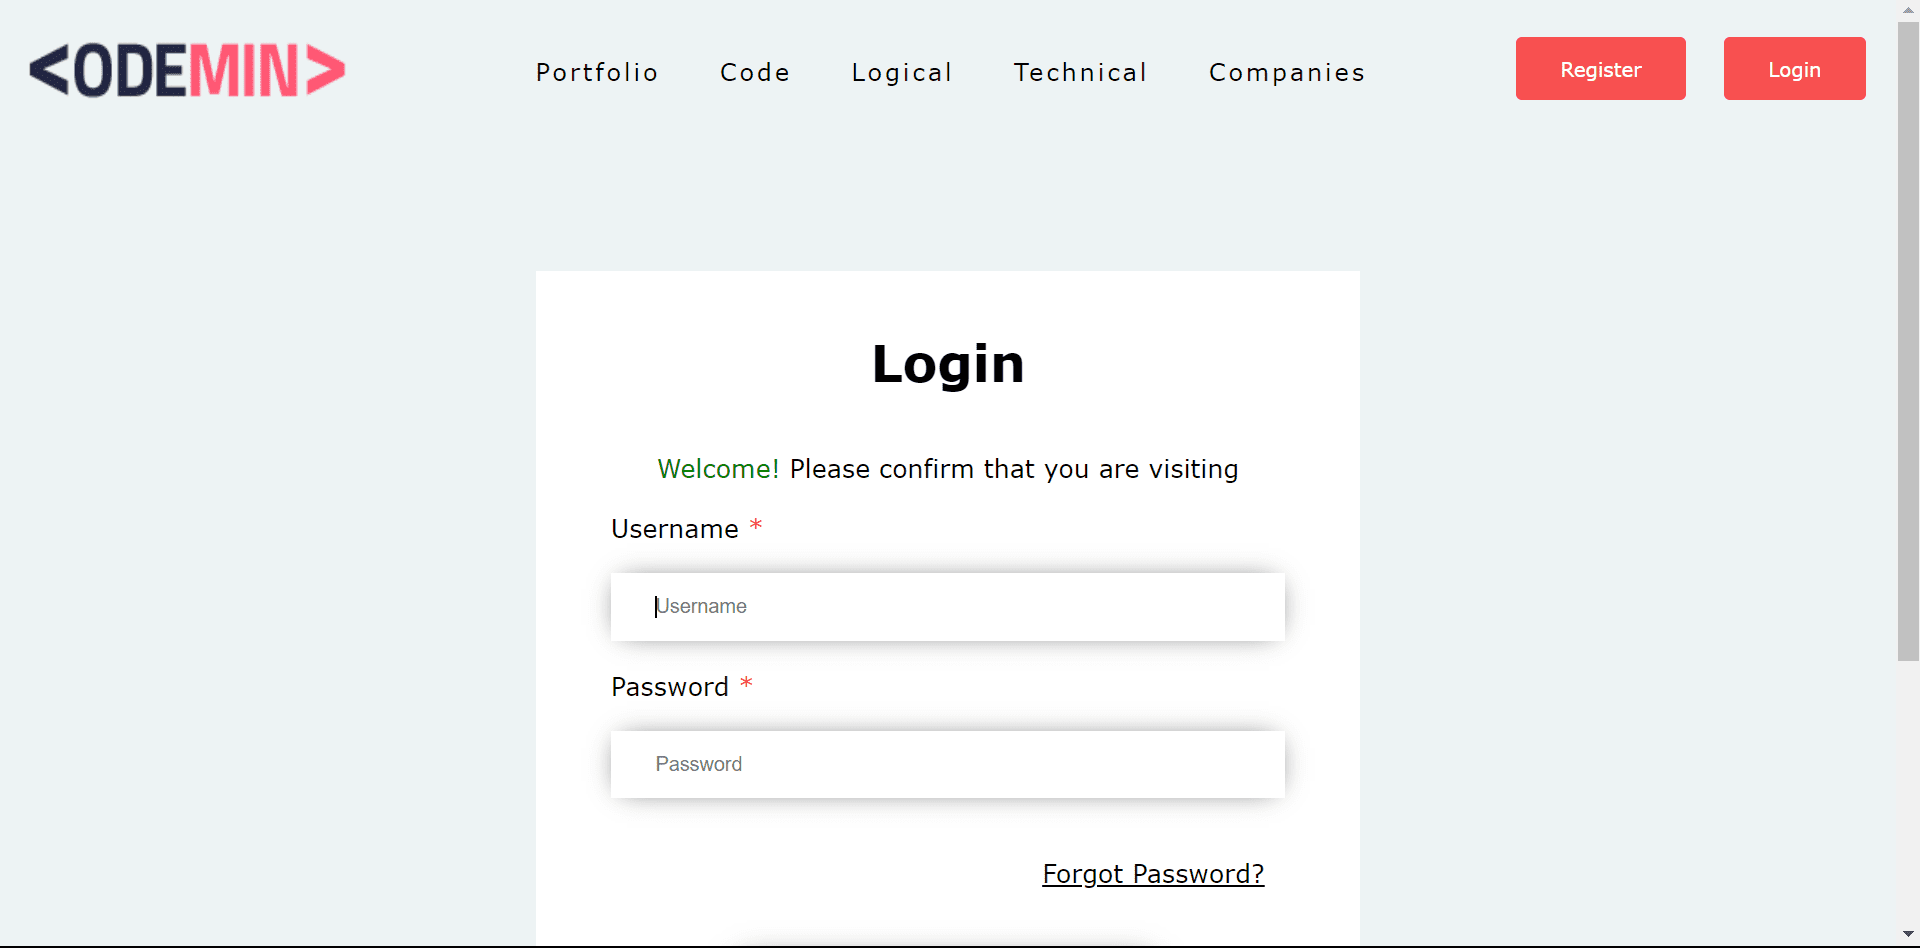 <ODEMIN>
Portfolio Code Logical Technical Companies Register Login
Login
Welcome! Please confirm that you are visiting
Username *
Username
Password *
Password
Forgot Password?